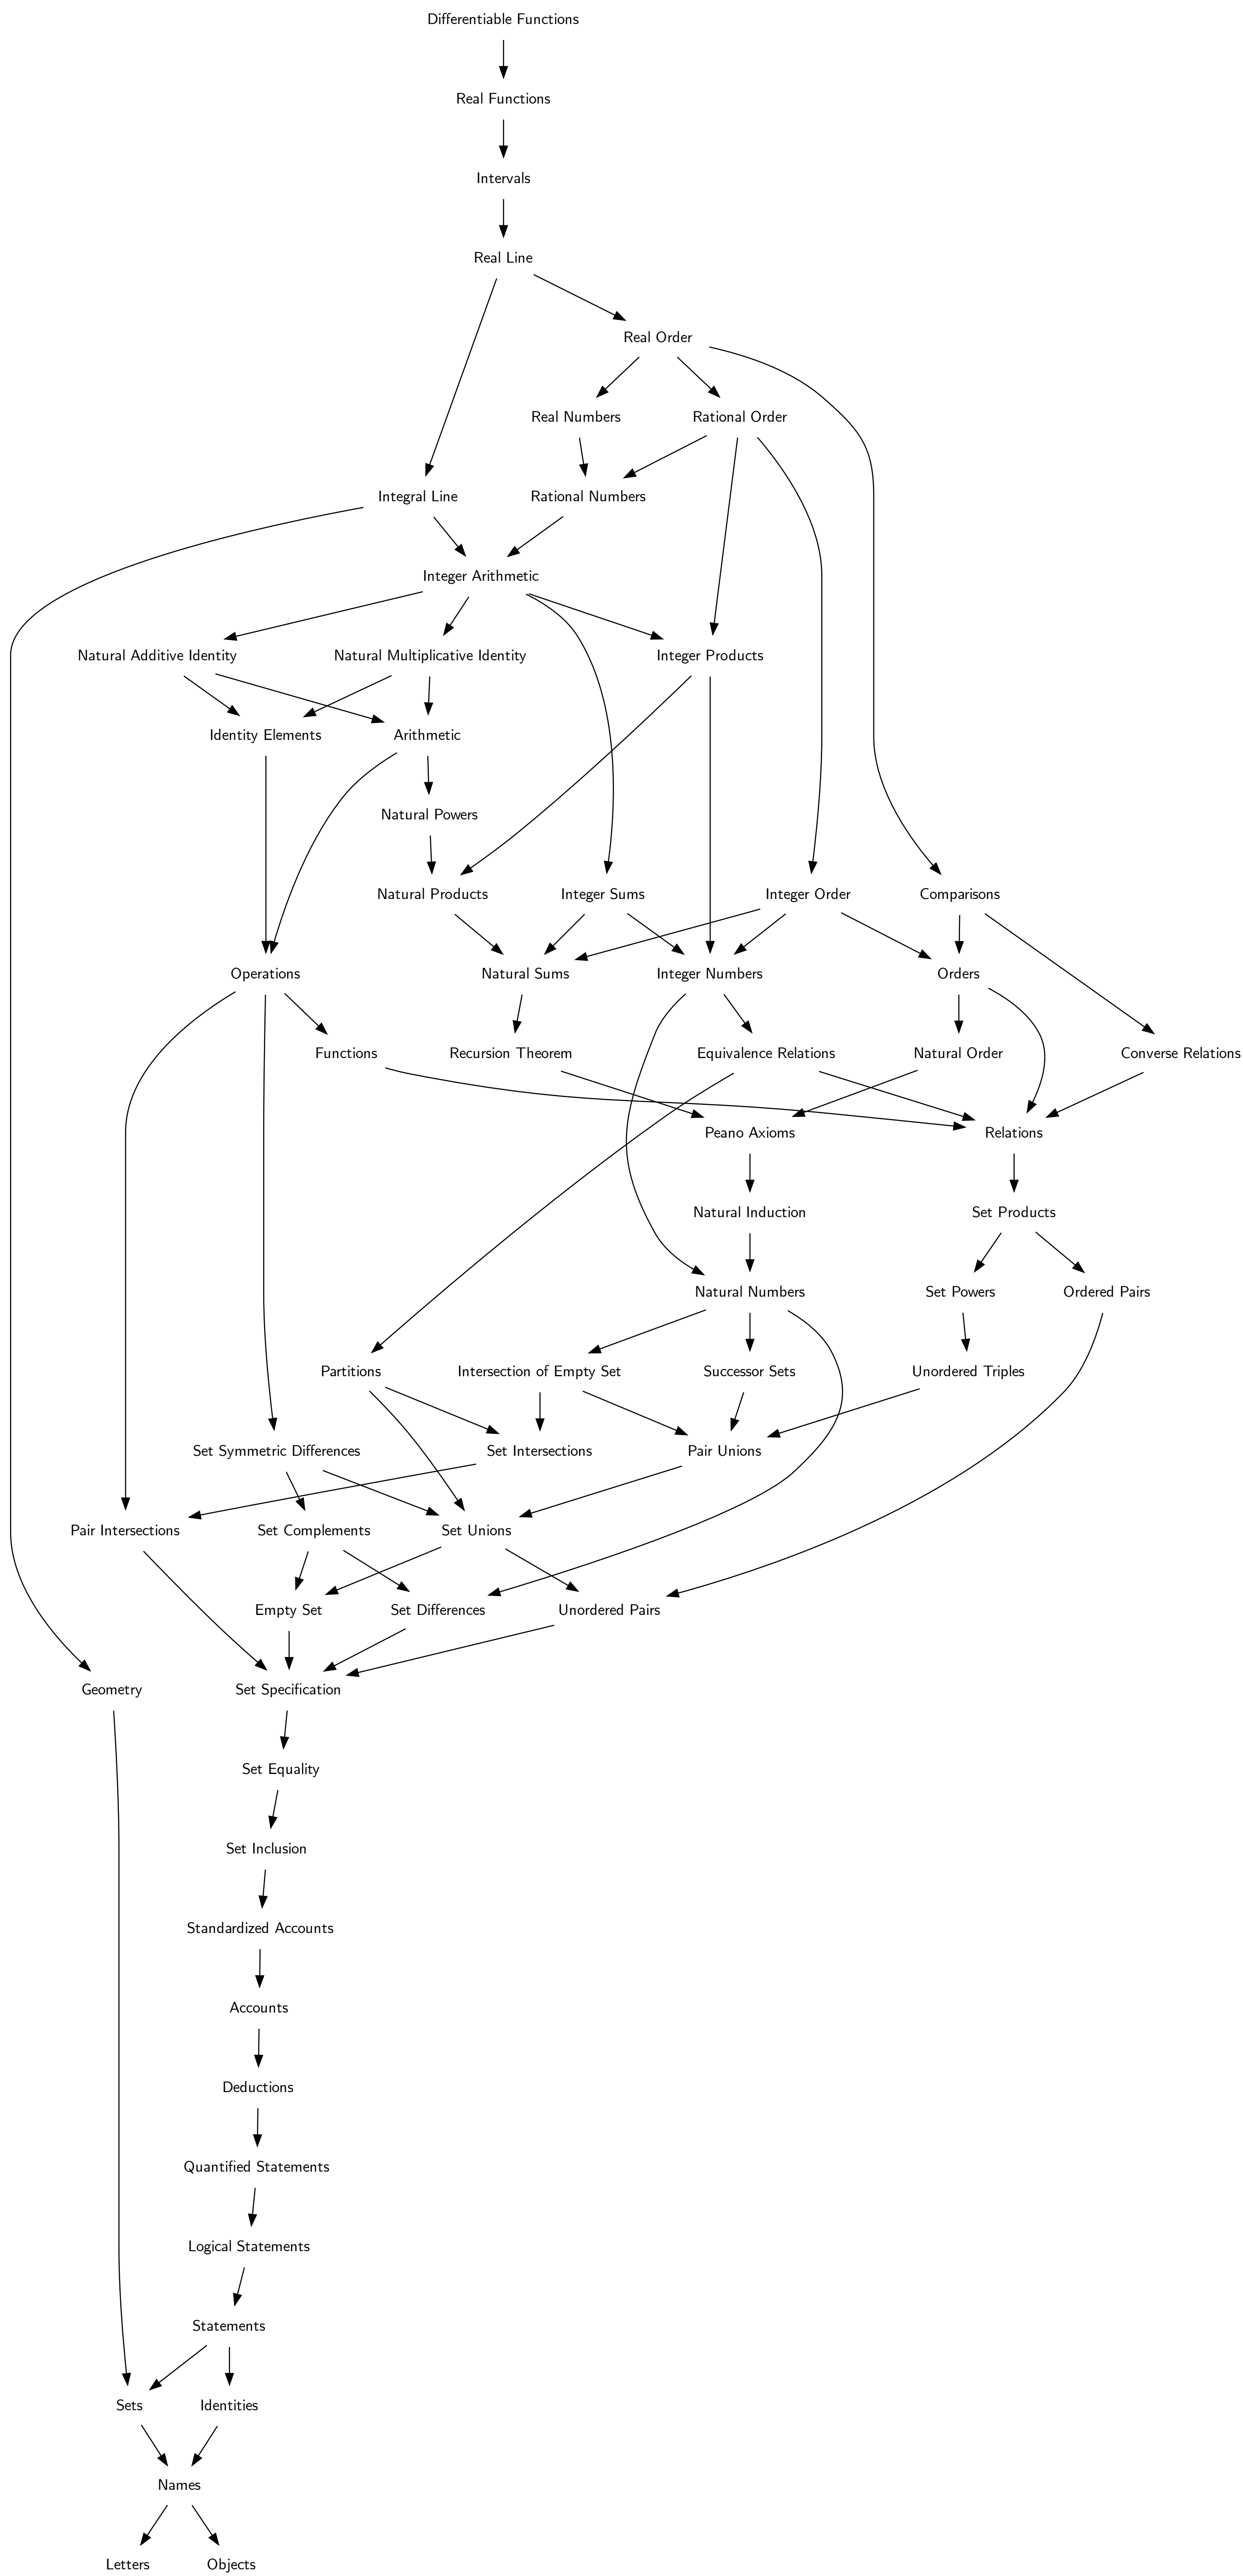 Differentiable Functions
Real Functions
Intervals
Real Line
Real Order
Real Numbers
Rational Order
Integral Line
Rational Numbers
Integer Arithmetic
Natural Additive Identity
Natural Multiplicative Identity
Integer Products
Identity Elements
Arithmetic
Natural Powers
Natural Products
Integer Sums
Integer Order
Comparisons
Operations
Natural Sums
Integer Numbers
Orders
Functions
Recursion Theorem
Equivalence Relations
Natural Order
Converse Relations
Peano Axioms
Relations
Natural Induction
Set Products
Natural Numbers
Set Powers
Ordered Pairs
Partitions
Intersection of Empty Set
Successor Sets
Unordered Triples
Set Symmetric Differences
Set Intersections
Pair Unions
Pair Intersections
Set Complements
Set Unions
Empty Set
Set Differences
Unordered Pairs
Geometry
Set Specification
Set Equality
Set Inclusion
Standardized Accounts
Accounts
Deductions
Quantified Statements
Logical Statements
Statements
Sets
Identities
Names
Letters
Objects